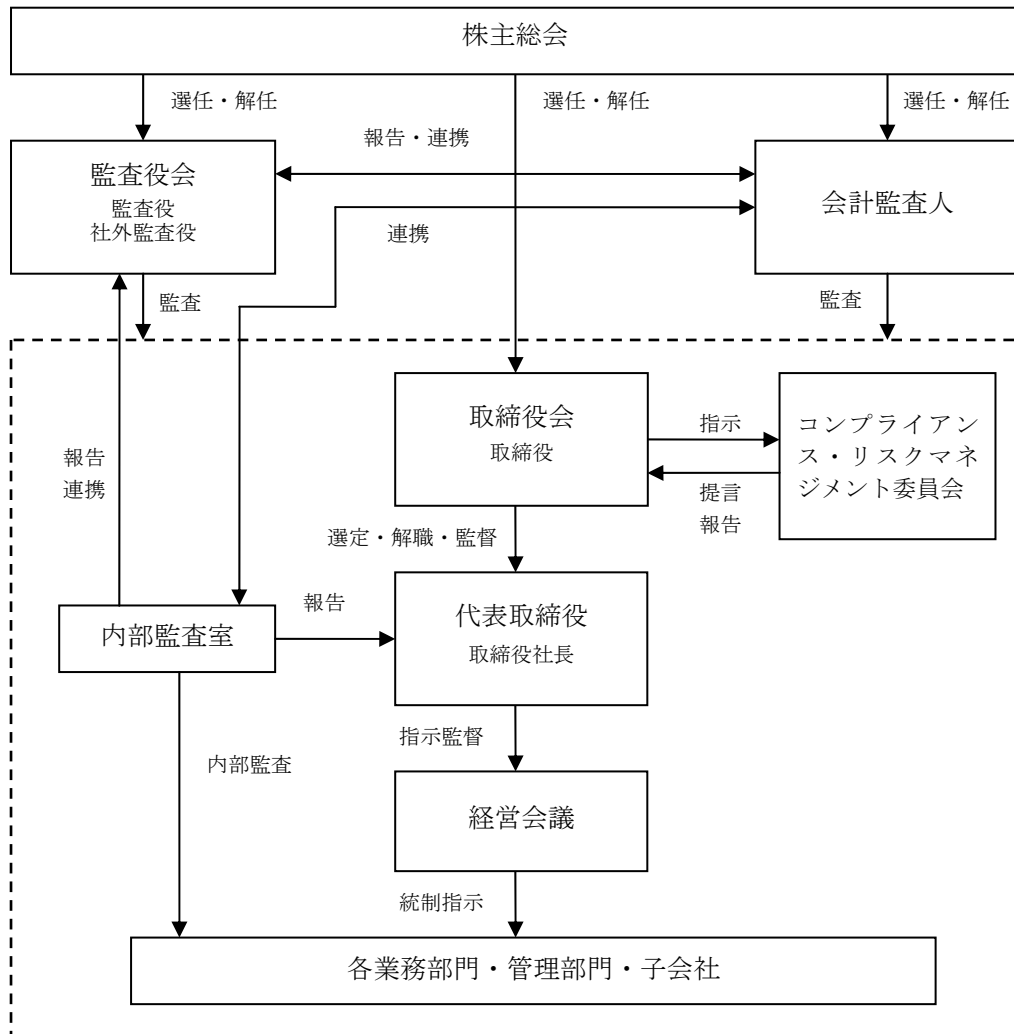 株主総会
選任・解任
選任・解任
選任・解任
報告・連携
監査役会
監査役
社外監査役
会計監査人
連携
監査
監査
取締役会
取締役
指示
提言
報告
コンプライアン
ス・リスクマネ
ジメント委員会
報告
連携
選定・解職・監督
内部監査室
報告
代表取締役
取締役社長
指示監督
内部監査
経営会議
統制指示
各業務部門・管理部門・子会社